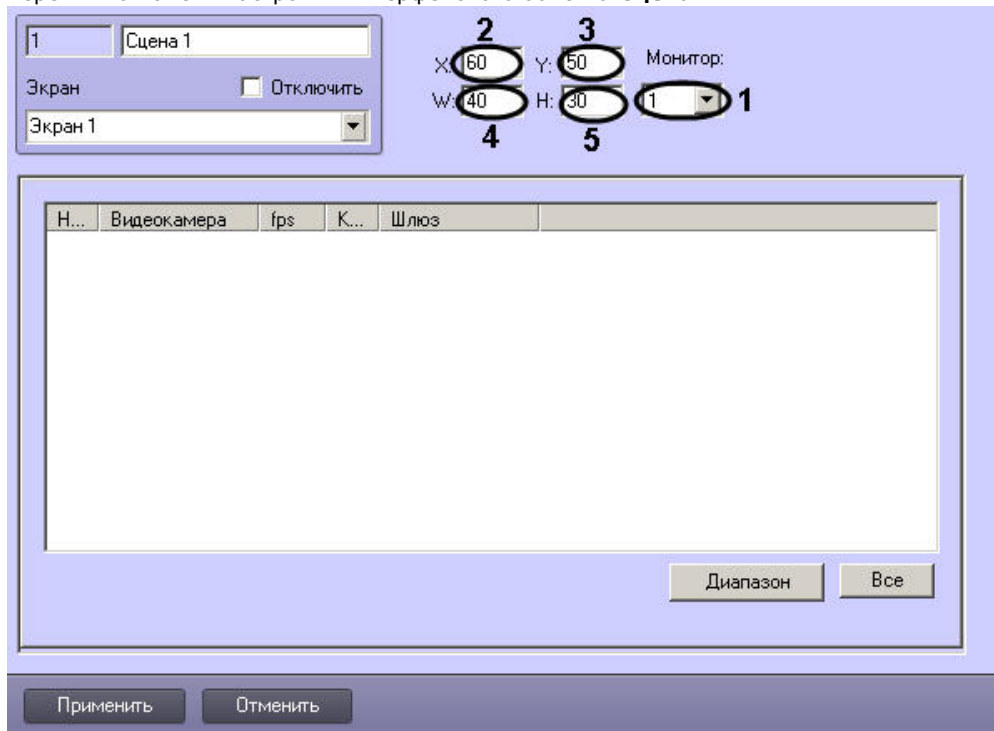 1 Сцена 1
Экран Отключить
Экран 1
2 3
X: 60 Y: 50 Монитор:
W: 40 H: 30 1 1
4 5
Н... Видеокамера fps К... Шлюз
Диапазон Все
Применить Отменить